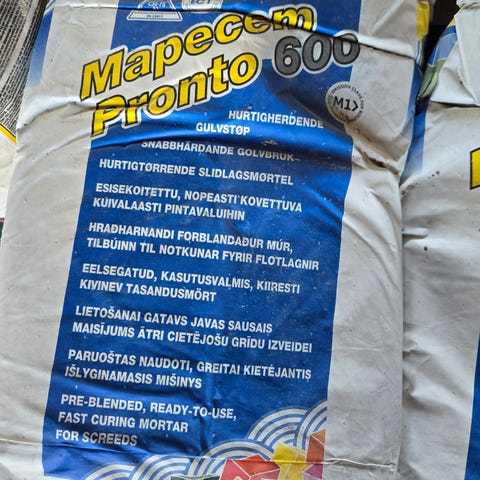 Mapecem
Pronto 600
M1
HURTIGHERDENDE
GULVSTØP
SNABBHÅRDANDE GOLVBRUK
HURTIGTØRRENDE SLIDLAGSMØRTEL
ESISEKOITETTU, NOPEASTI KOVETTUVA
KUIVALAASTI PINTAVALUIHIN
HRAÐHARNANDI FORBLANDAÐUR MÚR,
TILBÚINN TIL NOTKUNAR FYRIR FLOTLAGNIR
EELSEGATUD, KASUTUSVALMIS, KIIRESTI
KIVINEV TASANDUSMÖRT
LIETOŠANAI GATAVS JAVAS SAUSAIS
MAISĪJUMS ĀTRI CIETĒJOŠU GRĪDU IZVEIDEI
PARUOŠTAS NAUDOTI, GREITAI KIETĖJANTIS
IŠLYGINAMASIS MIŠINYS
PRE-BLENDED, READY-TO-USE,
FAST CURING MORTAR
FOR SCREEDS